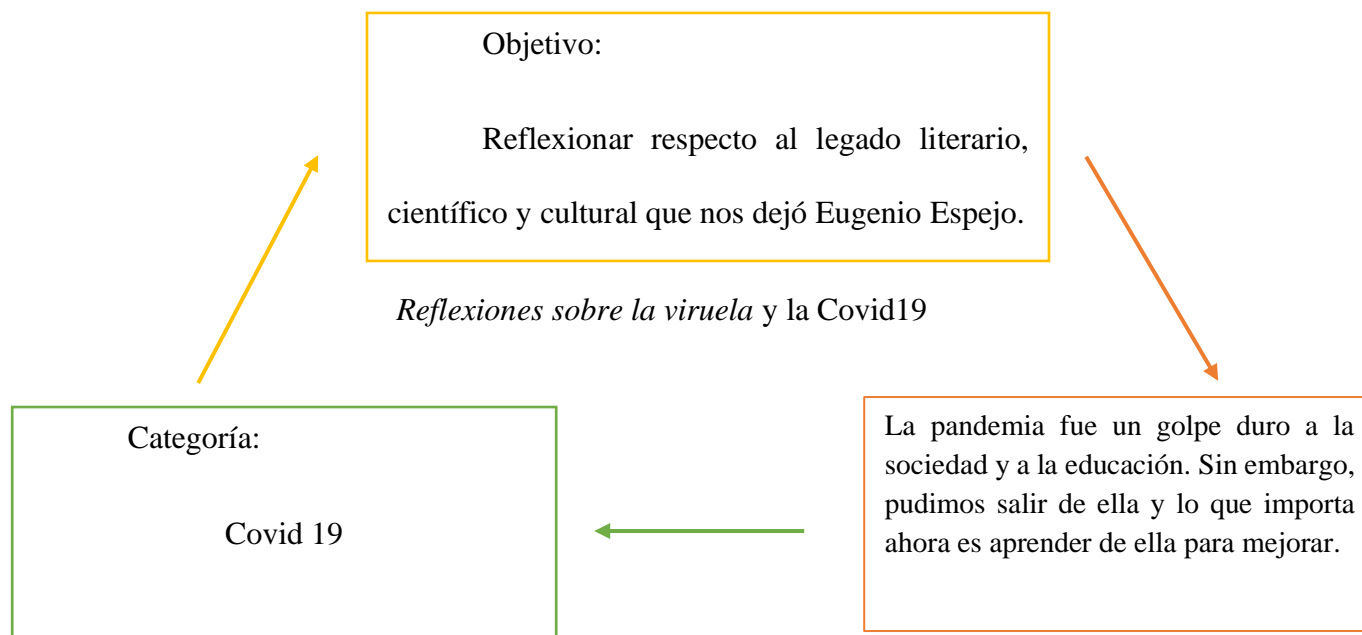 Objetivo:
Reflexionar respecto al legado literario,
científico y cultural que nos dejó Eugenio Espejo.
Reflexiones sobre la viruela y la Covid19
Categoría:
Covid 19
La pandemia fue un golpe duro a la
sociedad y a la educación. Sin embargo,
pudimos salir de ella y lo que importa
ahora es aprender de ella para mejorar.